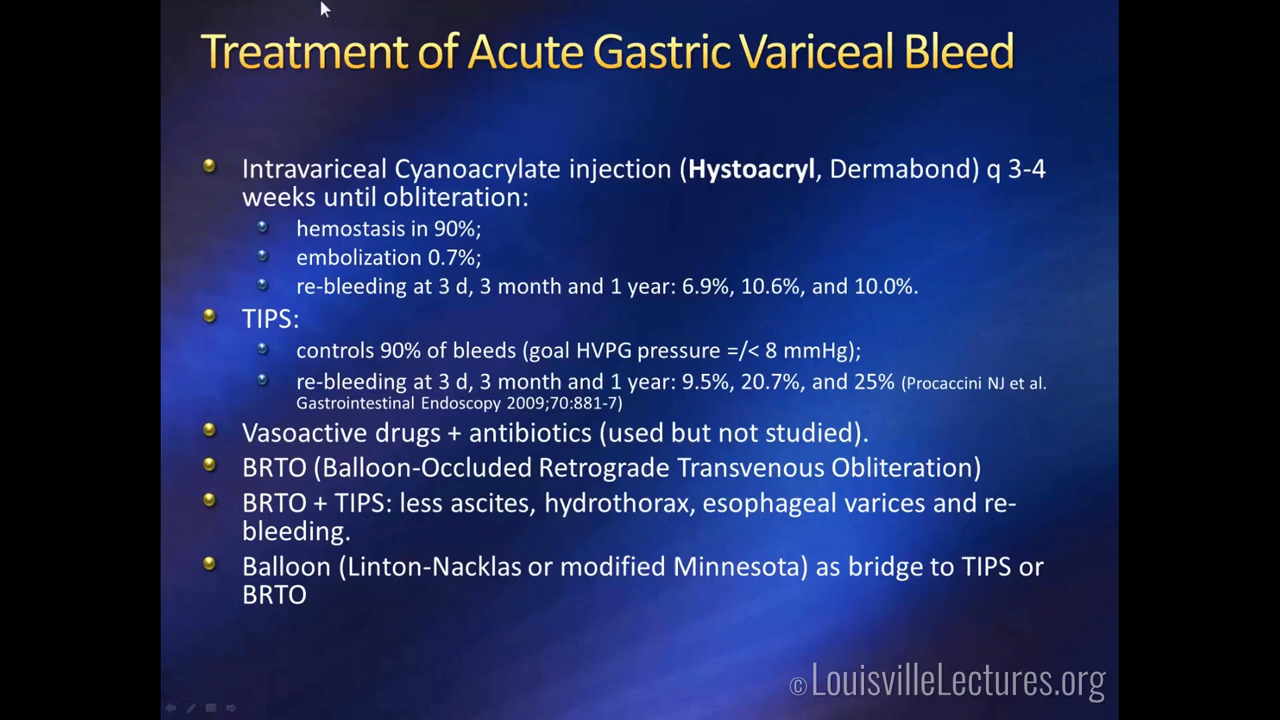 Treatment of Acute Gastric Variceal Bleed
Intravariceal Cyanoacrylate injection (Hystoacryl, Dermabond) q 3-4
weeks until obliteration:
hemostasis in 90%;
embolization 0.7%;
re-bleeding at 3 d, 3 month and 1 year: 6.9%, 10.6%, and 10.0%.
TIPS:
controls 90% of bleeds (goal HVPG pressure =/< 8 mmHg);
re-bleeding at 3 d, 3 month and 1 year: 9.5%, 20.7%, and 25% (Procaccini NJ et al.
Gastrointestinal Endoscopy 2009;70:881-7)
Vasoactive drugs + antibiotics (used but not studied).
BRTO (Balloon-Occluded Retrograde Transvenous Obliteration)
BRTO + TIPS: less ascites, hydrothorax, esophageal varices and re-
bleeding.
Balloon (Linton-Nacklas or modified Minnesota) as bridge to TIPS or
BRTO
© LouisvilleLectures.org